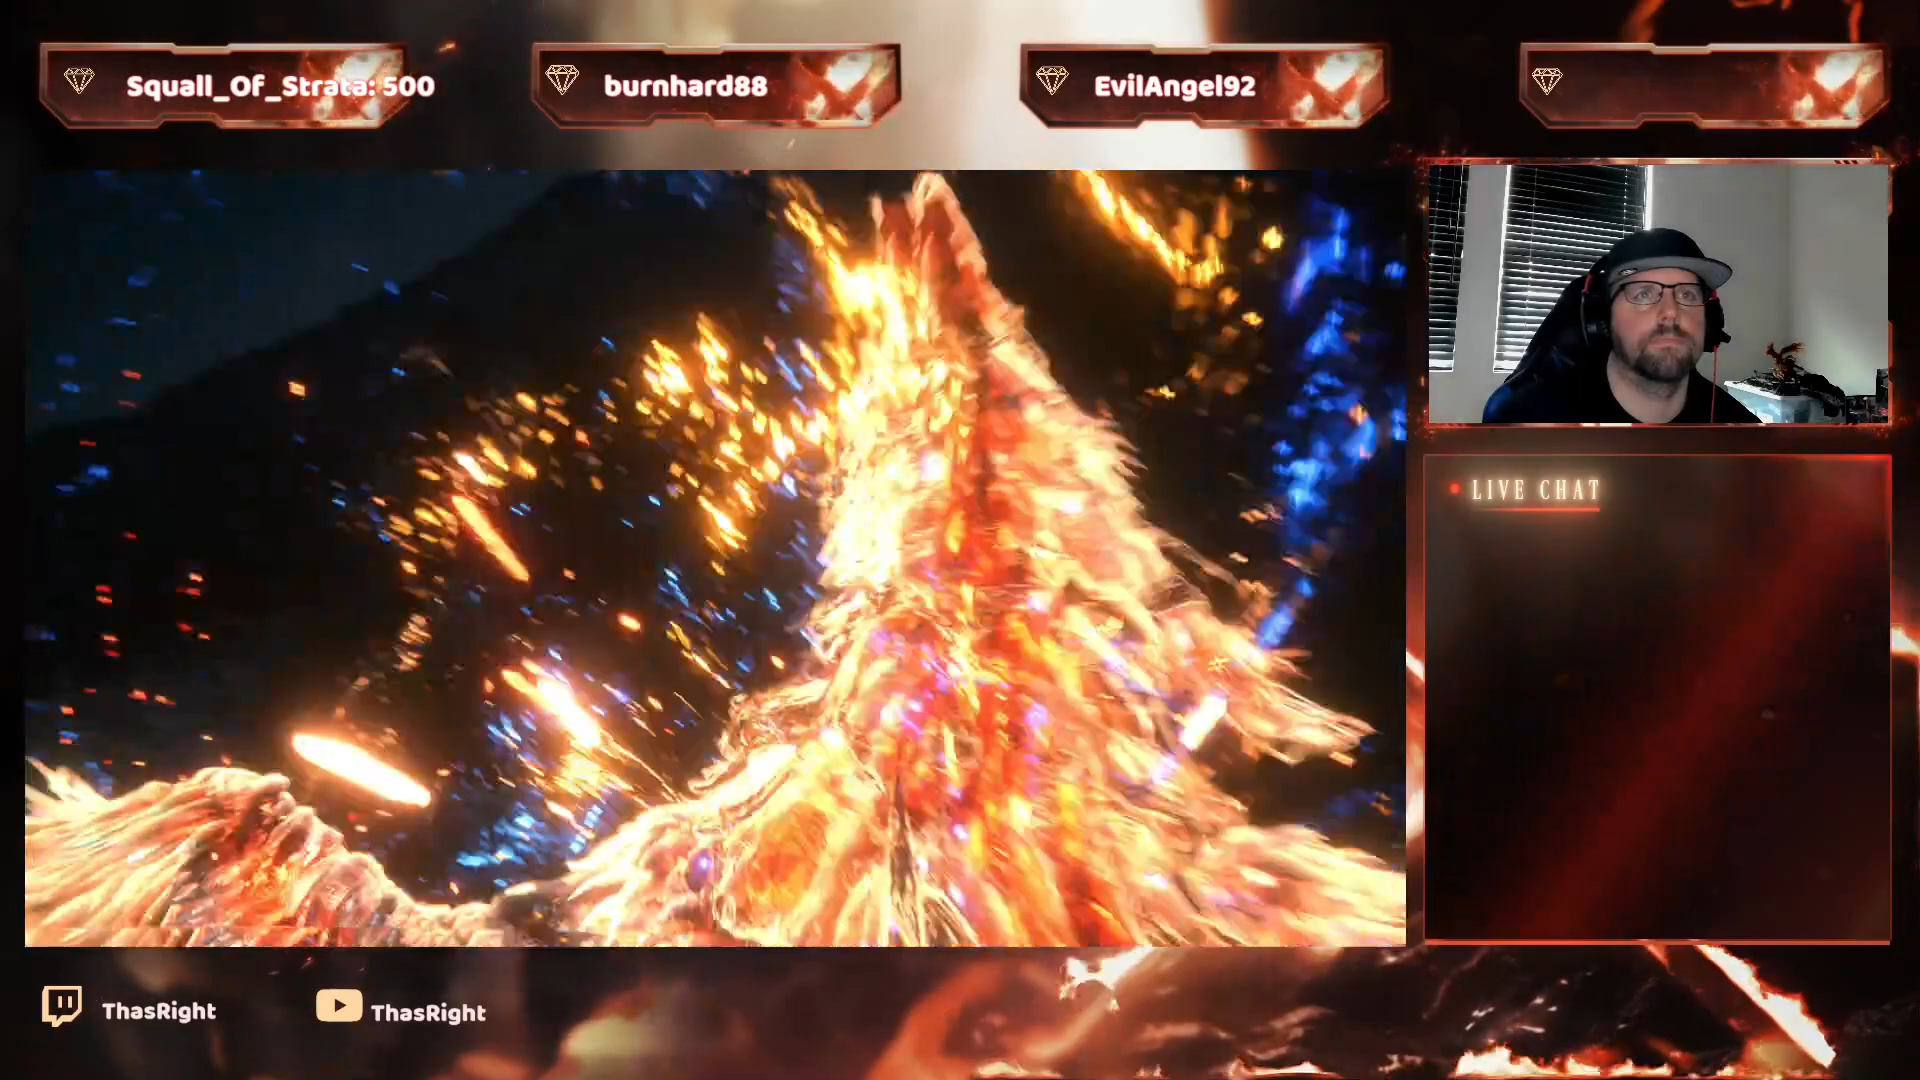 Squall_Of_Strata: 500
burnhard88
EvilAngel92
LIVE CHAT
ThasRight
ThasRight